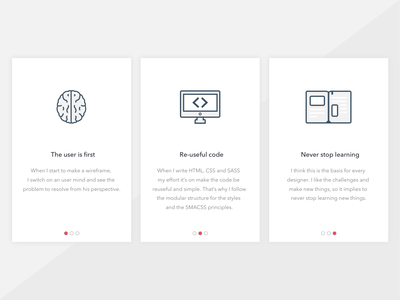 The user is first
When I start to make a wireframe,
I switch on an user mind and see the
problem to resolve from his perspective.
Re-useful code
When I write HTML, CSS and SASS
my effort it's on make the code be
reuseful and simple. That's why I follow
the modular structure for the styles
and the SMASS principles.
Never stop learning
I think this is the basis for every
designer. I like the challenges and
make new things, so it implies to
never stop learning new things